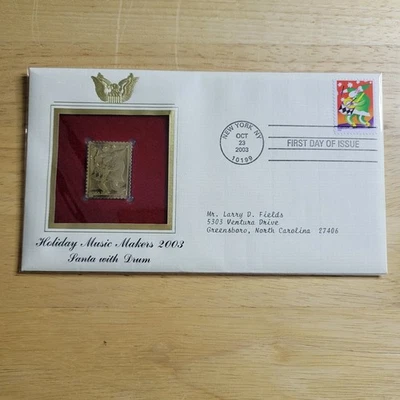 NEW YORK, NY
OCT
23
2003
10199
FIRST DAY OF ISSUE
Mr. Larry D. Fields
5303 Ventura Drive
Greensboro, North Carolina 27406
Holiday Music Makers 2003
Santa with Drum